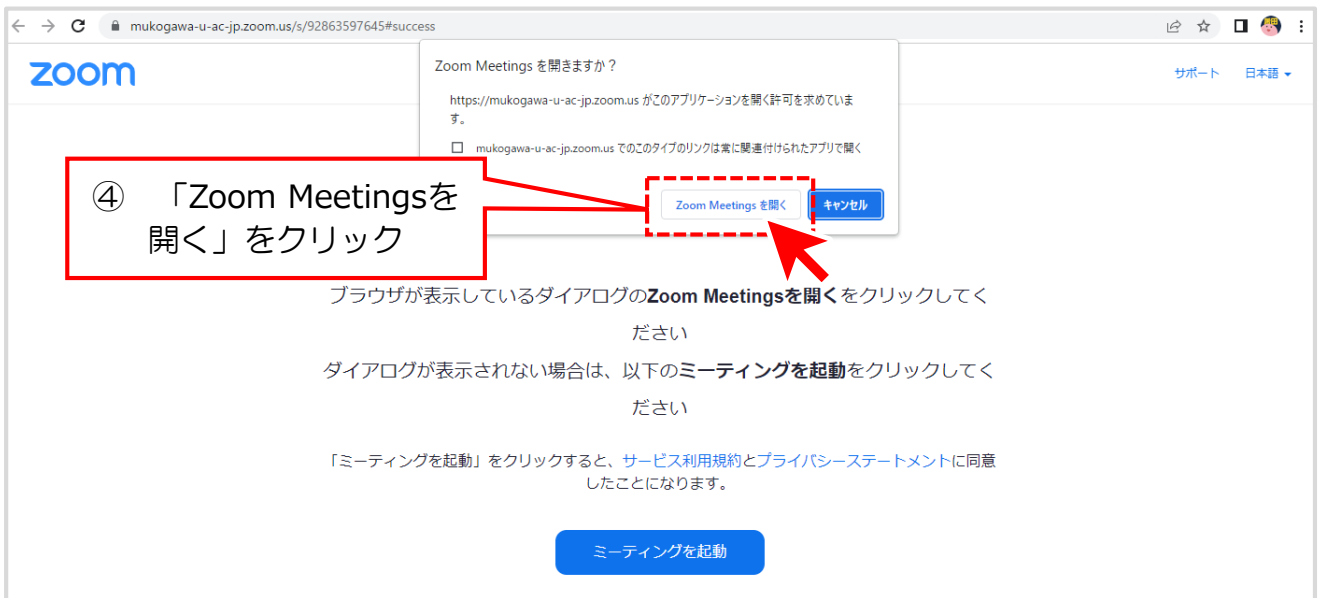 mukogawa-u-ac-jp.zoom.us/s/92863597645#success
zoom
サポート 日本語
Zoom Meetings を開きますか？
https://mukogawa-u-ac-jp.zoom.us がこのアプリケーションを開く許可を求めていま
す。
mukogawa-u-ac-jp.zoom.us でのこのタイプのリンクは常に関連付けられたアプリで開く
Zoom Meetings を開く キャンセル
④ 「Zoom Meetingsを
開く」をクリック
ブラウザが表示しているダイアログのZoom Meetingsを開くをクリックしてく
ださい
ダイアログが表示されない場合は、以下のミーティングを起動をクリックしてく
ださい
「ミーティングを起動」をクリックすると、サービス利用規約とプライバシーステートメントに同意
したことになります。
ミーティングを起動